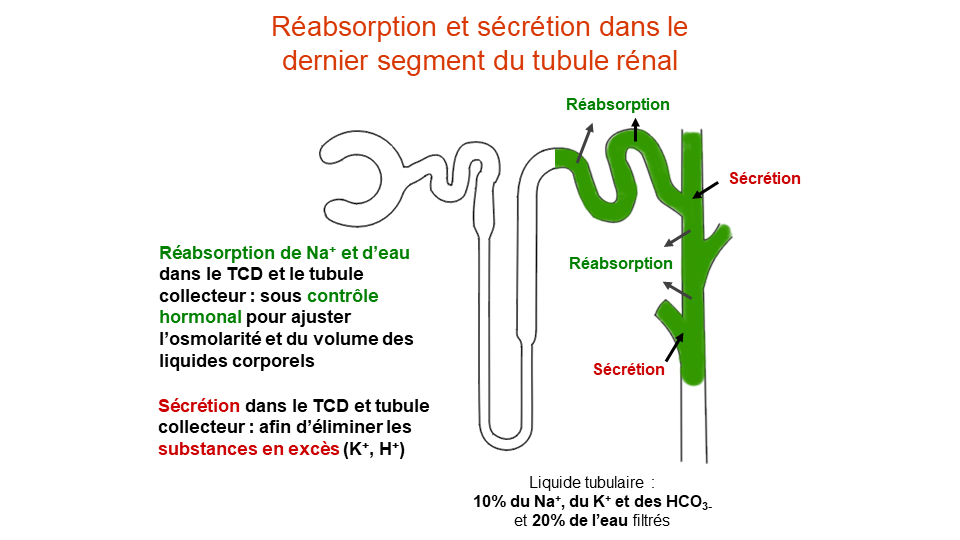 Réabsorption et sécrétion dans le
dernier segment du tubule rénal
Réabsorption
Sécrétion
Réabsorption de Na⁺ et d’eau
dans le TCD et le tubule
collecteur : sous contrôle
hormonal pour ajuster
l’osmolarité et du volume des
liquides corporels
Réabsorption
Sécrétion
Sécrétion dans le TCD et tubule
collecteur : afin d’éliminer les
substances en excès (K⁺, H⁺)
Liquide tubulaire :
10% du Na⁺, du K⁺ et des HCO₃₋
et 20% de l’eau filtrés